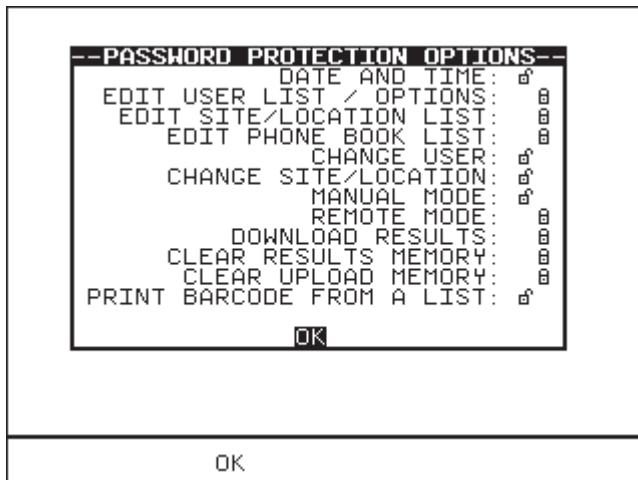 --PASSWORD PROTECTION OPTIONS--
DATE AND TIME:
EDIT USER LIST / OPTIONS:
EDIT SITE/LOCATION LIST:
EDIT PHONE BOOK LIST:
CHANGE USER:
CHANGE SITE/LOCATION:
MANUAL MODE:
REMOTE MODE:
DOWNLOAD RESULTS:
CLEAR RESULTS MEMORY:
CLEAR UPLOAD MEMORY:
PRINT BARCODE FROM A LIST:
OK
OK